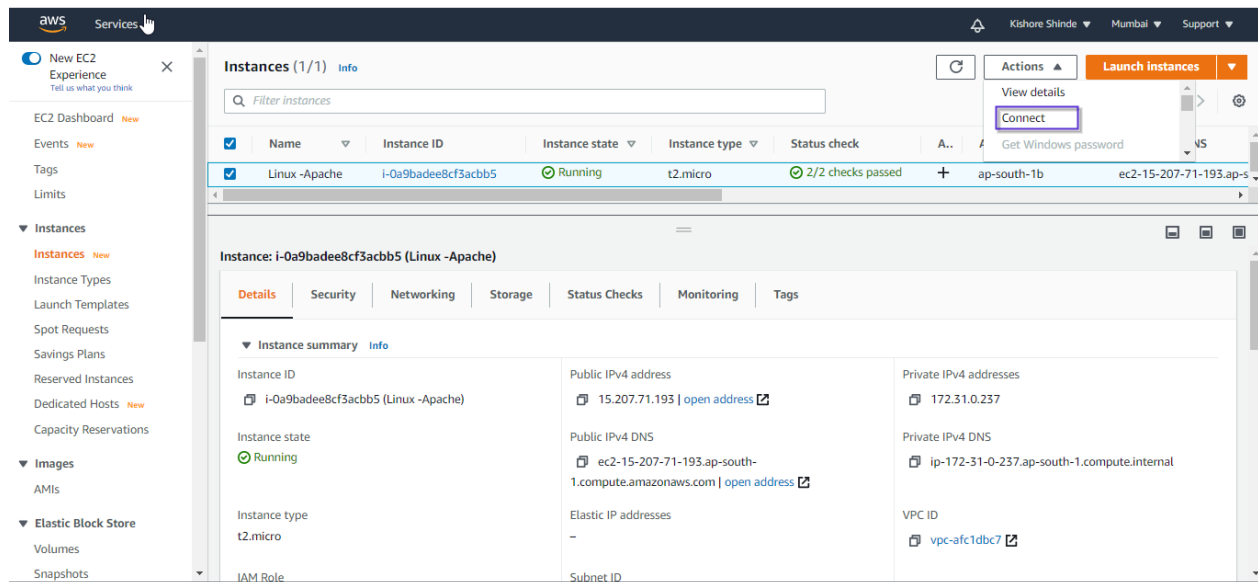 aws Services Kishore Shinde Mumbai Support
New EC2
Experience
Tell us what you think
EC2 Dashboard New
Events New
Tags
Limits
Instances
Instances New
Instance Types
Launch Templates
Spot Requests
Savings Plans
Reserved Instances
Dedicated Hosts New
Capacity Reservations
Images
AMIs
Elastic Block Store
Volumes
Snapshots
Instances (1/1) Info
Actions
Launch instances
Filter instances
View details
Connect
Get Windows password
Name Instance ID Instance state Instance type Status check A..
Linux -Apache i-0a9badee8cf3acbb5 Running t2.micro 2/2 checks passed ap-south-1b ec2-15-207-71-193.ap-s
Instance: i-0a9badee8cf3acbb5 (Linux -Apache)
Details Security Networking Storage Status Checks Monitoring Tags
Instance summary Info
Instance ID Public IPv4 address Private IPv4 addresses
i-0a9badee8cf3acbb5 (Linux -Apache) 15.207.71.193 | open address 172.31.0.237
Instance state Public IPv4 DNS Private IPv4 DNS
Running ec2-15-207-71-193.ap-south- ip-172-31-0-237.ap-south-1.compute.internal
1.compute.amazonaws.com | open address
Instance type Elastic IP addresses VPC ID
t2.micro – vpc-afc1dbc7
IAM Role Subnet ID